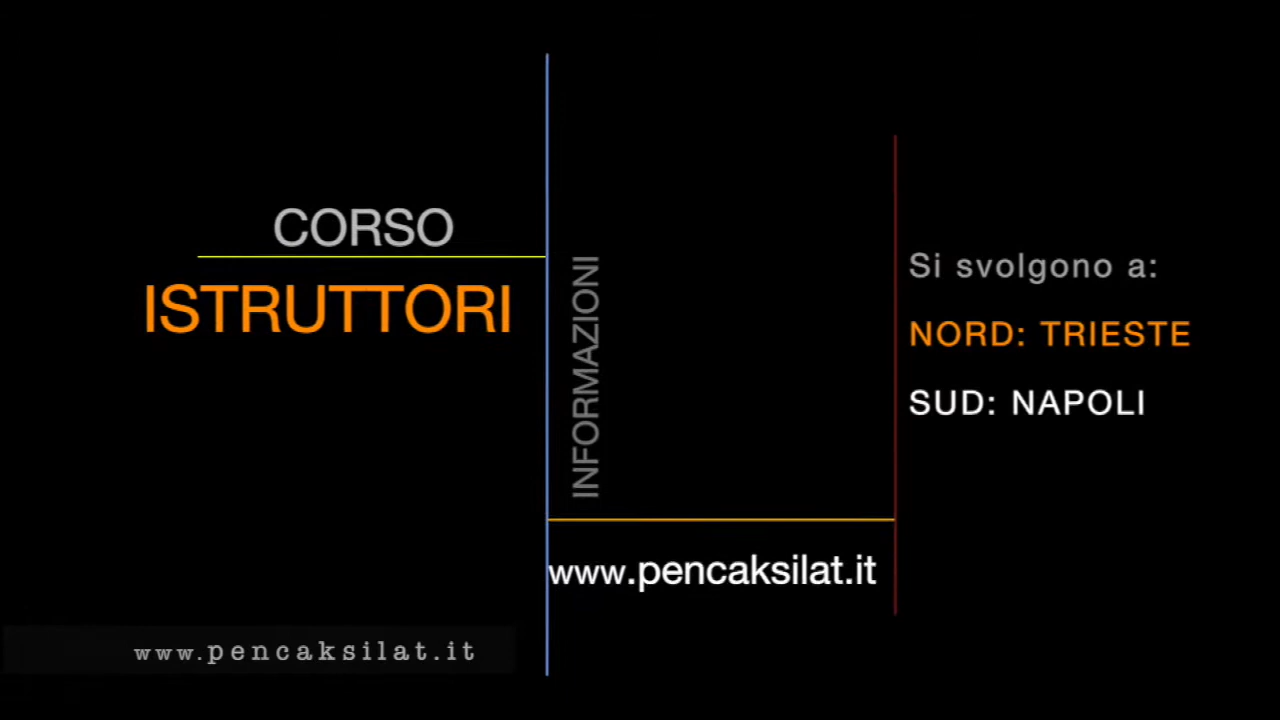 CORSO
ISTRUTTORI
INFORMAZIONI
www.pencaksilat.it
Si svolgono a:
NORD: TRIESTE
SUD: NAPOLI
www.pencaksilat.it